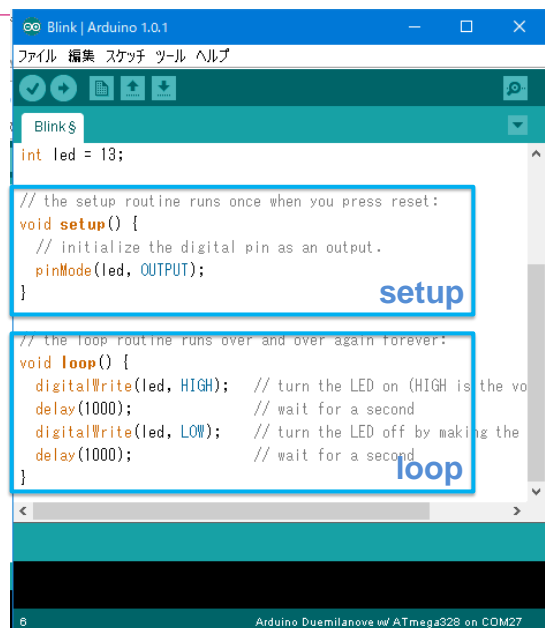 Blink | Arduino 1.0.1
ファイル 編集 スケッチ ツール ヘルプ
Blink§
int led = 13;
// the setup routine runs once when you press reset:
void setup() {
// initialize the digital pin as an output.
pinMode(led, OUTPUT);
}
setup
// the loop routine runs over and over again forever:
void loop() {
digitalWrite(led, HIGH);   // turn the LED on (HIGH is the vo
delay(1000);               // wait for a second
digitalWrite(led, LOW);    // turn the LED off by making the
delay(1000);               // wait for a second
}
loop
6
Arduino Duemilanove w/ ATmega328 on COM27